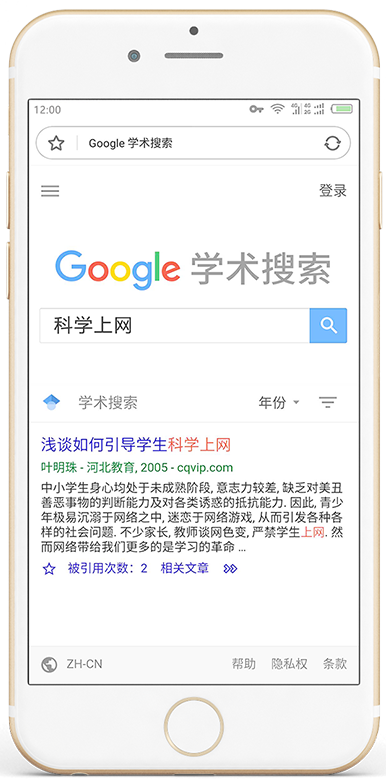 12:00
Google 学术搜索
登录
Google 学术搜索
科学上网
学术搜索 年份
浅谈如何引导学生科学上网
叶明珠 - 河北教育, 2005 - cqvip.com
中小学生身心均处于未成熟阶段, 意志力较差, 缺乏对美丑
善恶事物的判断能力及对各类诱惑的抵抗能力. 因此, 青少
年极易沉溺于网络之中, 迷恋于网络游戏, 从而引发各种各
样的社会问题. 不少家长, 教师谈网色变, 严禁学生上网. 然
而网络带给我们更多的是学习的革命 ...
被引用次数：2 相关文章
ZH-CN 帮助 隐私权 条款